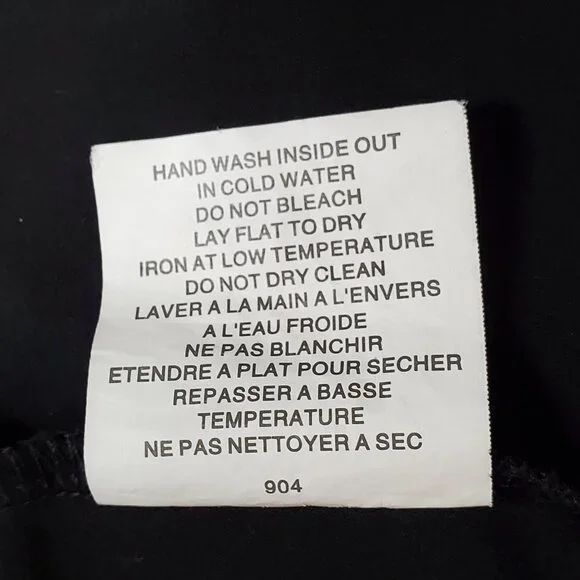 HAND WASH INSIDE OUT
IN COLD WATER
DO NOT BLEACH
LAY FLAT TO DRY
IRON AT LOW TEMPERATURE
DO NOT DRY CLEAN
LAVER A LA MAIN A L'ENVERS
A L'EAU FROIDE
NE PAS BLANCHIR
ETENDRE A PLAT POUR SECHER
REPASSER A BASSE
TEMPERATURE
NE PAS NETTOYER A SEC
904